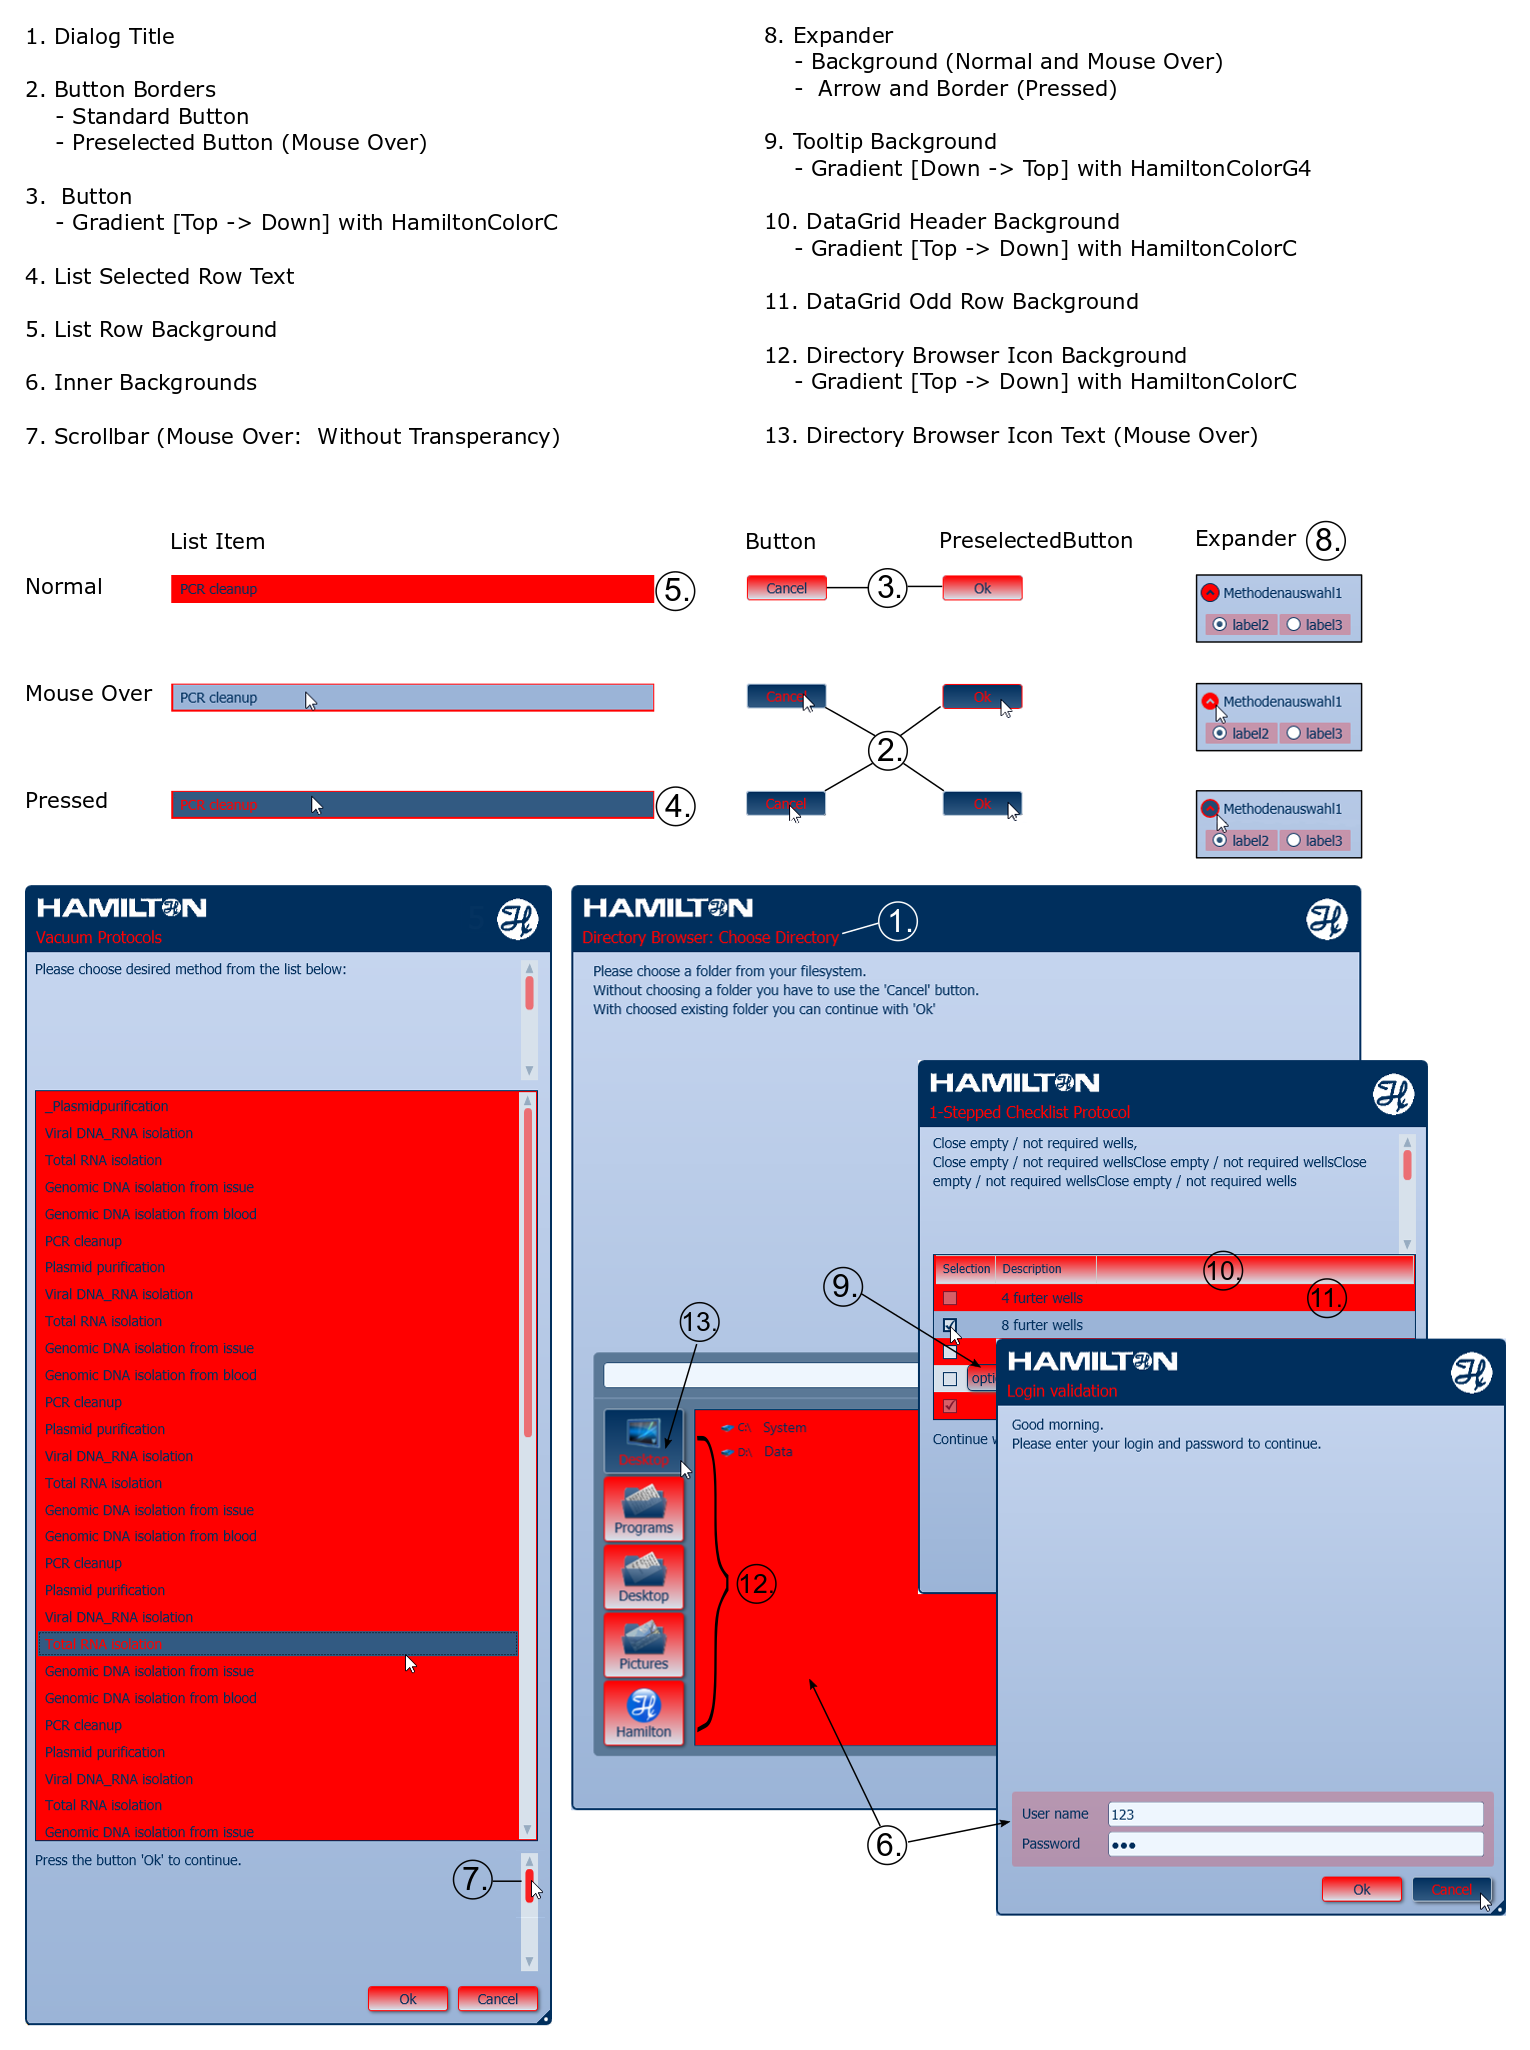 1. Dialog Title
2. Button Borders
- Standard Button
- Preselected Button (Mouse Over)
3. Button
- Gradient [Top -> Down] with HamiltonColorC
4. List Selected Row Text
5. List Row Background
6. Inner Backgrounds
7. Scrollbar (Mouse Over: Without Transperancy)
8. Expander
- Background (Normal and Mouse Over)
- Arrow and Border (Pressed)
9. Tooltip Background
- Gradient [Down -> Top] with HamiltonColorG4
10. DataGrid Header Background
- Gradient [Top -> Down] with HamiltonColorC
11. DataGrid Odd Row Background
12. Directory Browser Icon Background
- Gradient [Top -> Down] with HamiltonColorC
13. Directory Browser Icon Text (Mouse Over)
List Item
Button
PreselectedButton
Expander 8.
Normal
PCR cleanup
5.
Cancel
3.
Ok
Methodenauswahl1
label2 label3
Mouse Over
PCR cleanup
Cancel
Ok
Methodenauswahl1
label2 label3
2.
Pressed
PCR cleanup
4.
Cancel
Ok
Methodenauswahl1
label2 label3
HAMILTON
Vacuum Protocols
Please choose desired method from the list below:
_Plasmidpurification
Viral DNA_RNA isolation
Total RNA isolation
Genomic DNA isolation from issue
Genomic DNA isolation from blood
PCR cleanup
Plasmid purification
Viral DNA_RNA isolation
Total RNA isolation
Genomic DNA isolation from issue
Genomic DNA isolation from blood
PCR cleanup
Plasmid purification
Viral DNA_RNA isolation
Total RNA isolation
Genomic DNA isolation from issue
Genomic DNA isolation from blood
PCR cleanup
Plasmid purification
Viral DNA_RNA isolation
Total RNA isolation
Genomic DNA isolation from issue
Genomic DNA isolation from blood
PCR cleanup
Plasmid purification
Viral DNA_RNA isolation
Total RNA isolation
Genomic DNA isolation from issue
Press the button 'Ok' to continue.
7.
Ok Cancel
HAMILTON
Directory Browser: Choose Directory
1.
Please choose a folder from your filesystem.
Without choosing a folder you have to use the 'Cancel' button.
With choosed existing folder you can continue with 'Ok'
13.
Desktop
Programs
Desktop
Pictures
Hamilton
C:\ System
D:\ Data
12.
6.
9.
HAMILTON
1-Stepped Checklist Protocol
Close empty / not required wells,
Close empty / not required wellsClose empty / not required wellsClose
empty / not required wellsClose empty / not required wells
Selection Description
10.
4 furter wells
11.
8 furter wells
opti
Continue
HAMILTON
Login validation
Good morning.
Please enter your login and password to continue.
User name 123
Password
Ok Cancel